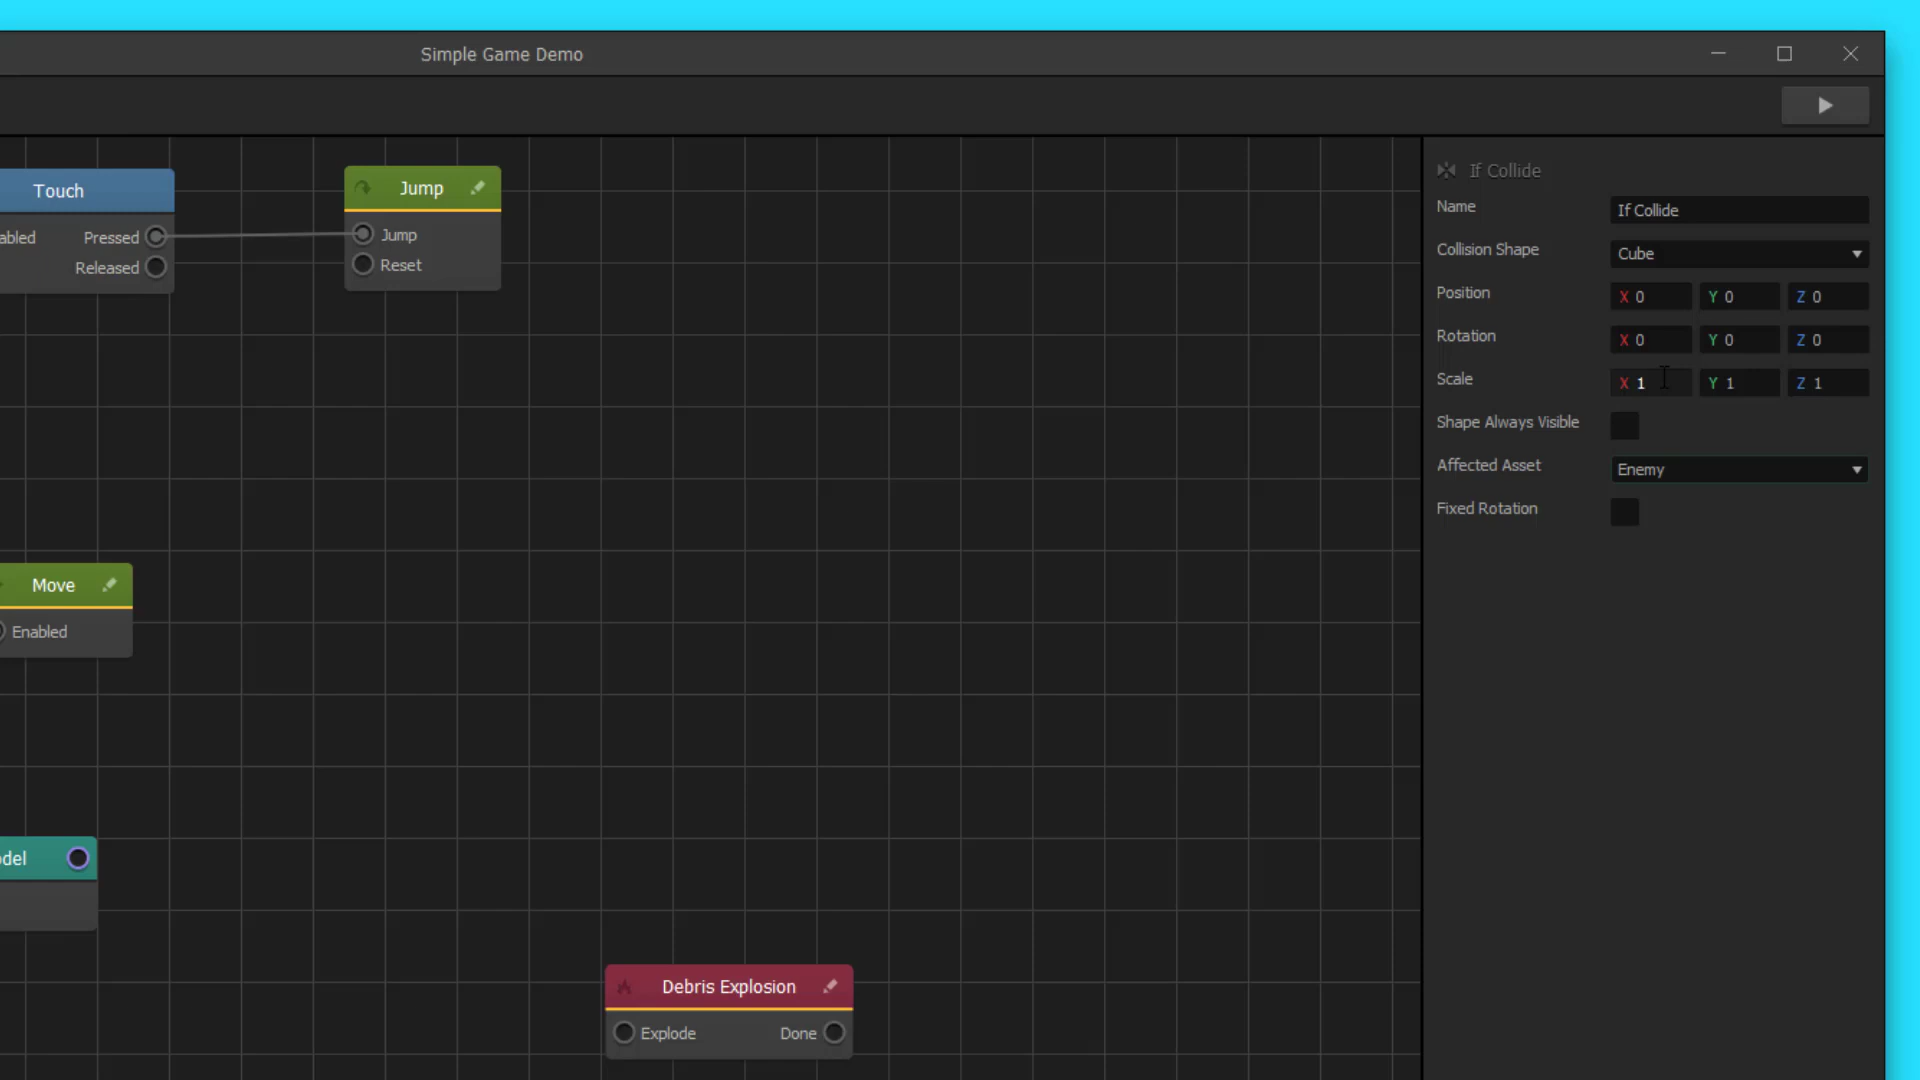 Simple Game Demo
Touch
abled Pressed
Released
Jump
Jump
Reset
Move
Enabled
odel
Debris Explosion
Explode Done
If Collide
Name If Collide
Collision Shape Cube
Position X 0 Y 0 Z 0
Rotation X 0 Y 0 Z 0
Scale X 1 Y 1 Z 1
Shape Always Visible
Affected Asset Enemy
Fixed Rotation